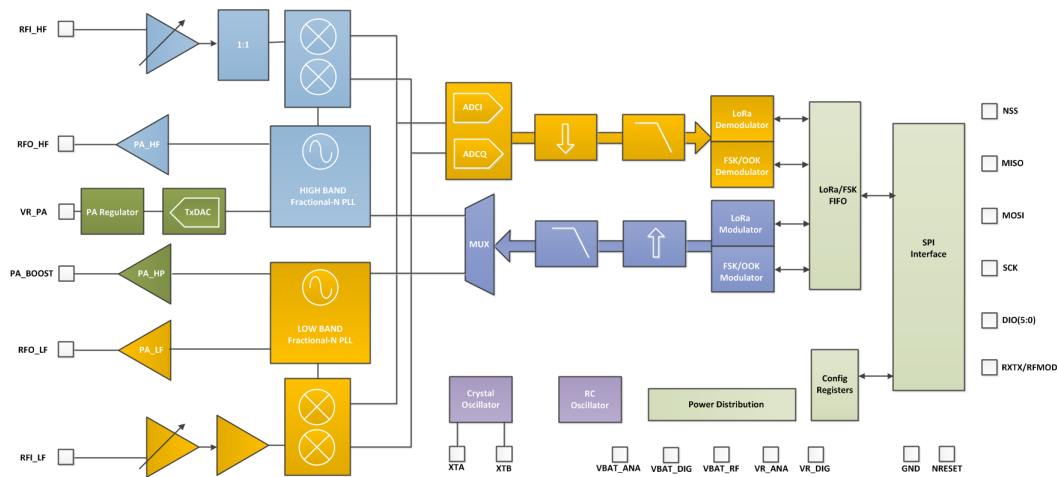 RFI_HF
1:1
RFO_HF
PA_HF
HIGH BAND
Fractional-N PLL
VR_PA
PA Regulator
TxDAC
PA_BOOST
PA_HP
LOW BAND
Fractional-N PLL
RFO_LF
PA_LF
RFI_LF
ADCI
ADCQ
LoRa
Demodulator
FSK/OOK
Demodulator
MUX
LoRa
Modulator
FSK/OOK
Modulator
LoRa/FSK
FIFO
SPI
Interface
Config
Registers
NSS
MISO
MOSI
SCK
DIO(5:0)
RXTX/RFMOD
Crystal
Oscillator
RC
Oscillator
Power Distribution
XTA
XTB
VBAT_ANA
VBAT_DIG
VBAT_RF
VR_ANA
VR_DIG
GND
NRESET